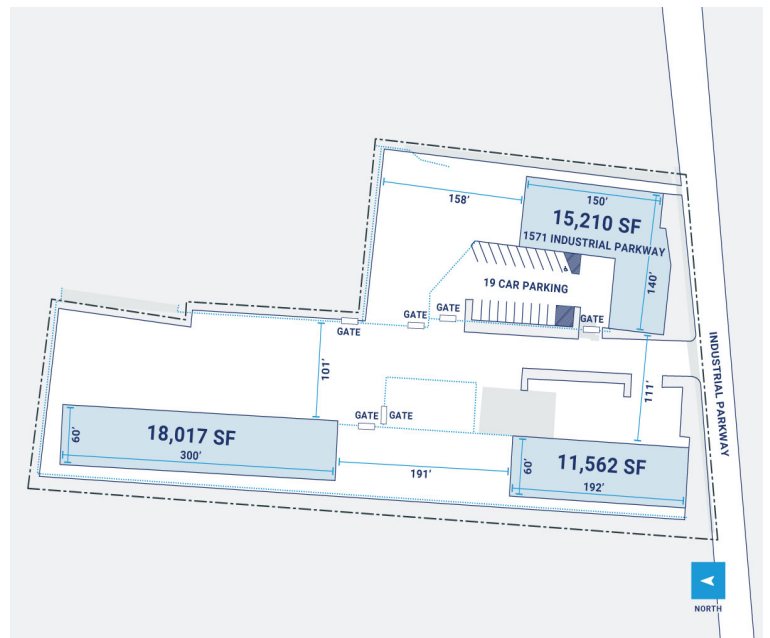 158'
150'
15,210 SF
1571 INDUSTRIAL PARKWAY
140'
19 CAR PARKING
GATE
GATE
GATE
GATE
INDUSTRIAL PARKWAY
101'
111'
GATE
GATE
60'
18,017 SF
300'
191'
60'
11,562 SF
192'
NORTH